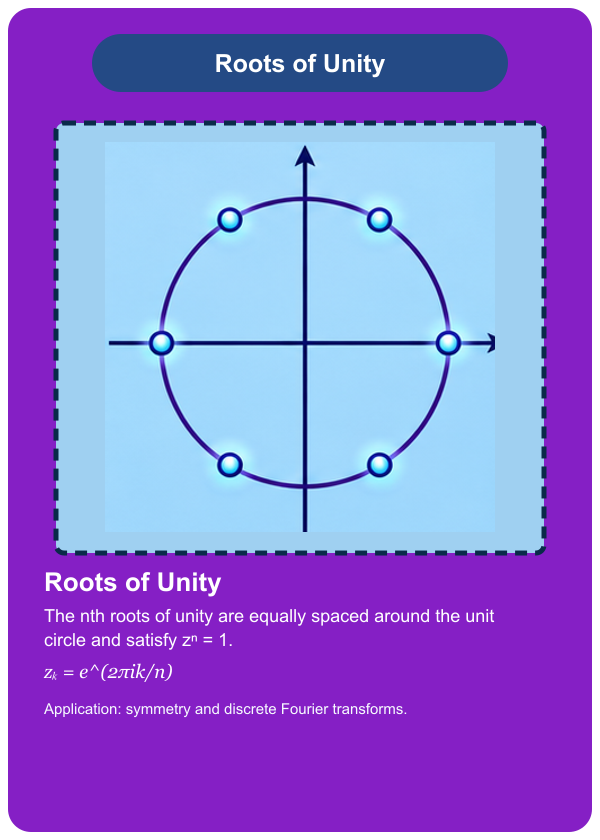 Roots of Unity
Roots of Unity
The nth roots of unity are equally spaced around the unit
circle and satisfy zⁿ = 1.
zₖ = e^(2πik/n)
Application: symmetry and discrete Fourier transforms.